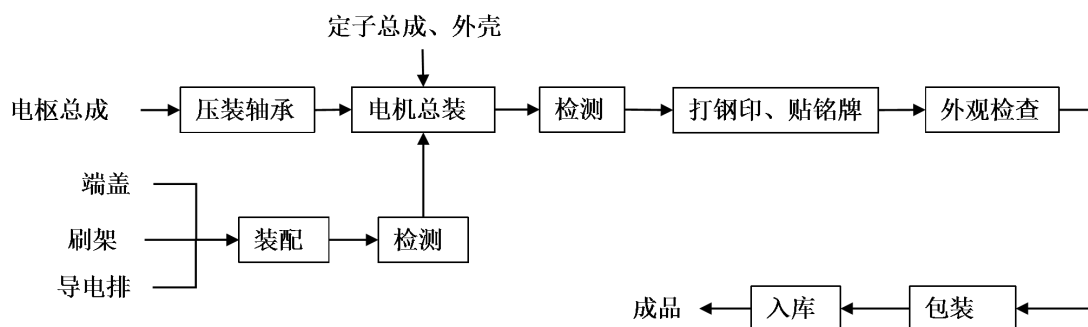 定子总成、外壳
电枢总成
压装轴承
电机总装
检测
打钢印、贴铭牌
外观检查
端盖
刷架
导电排
装配
检测
成品
入库
包装